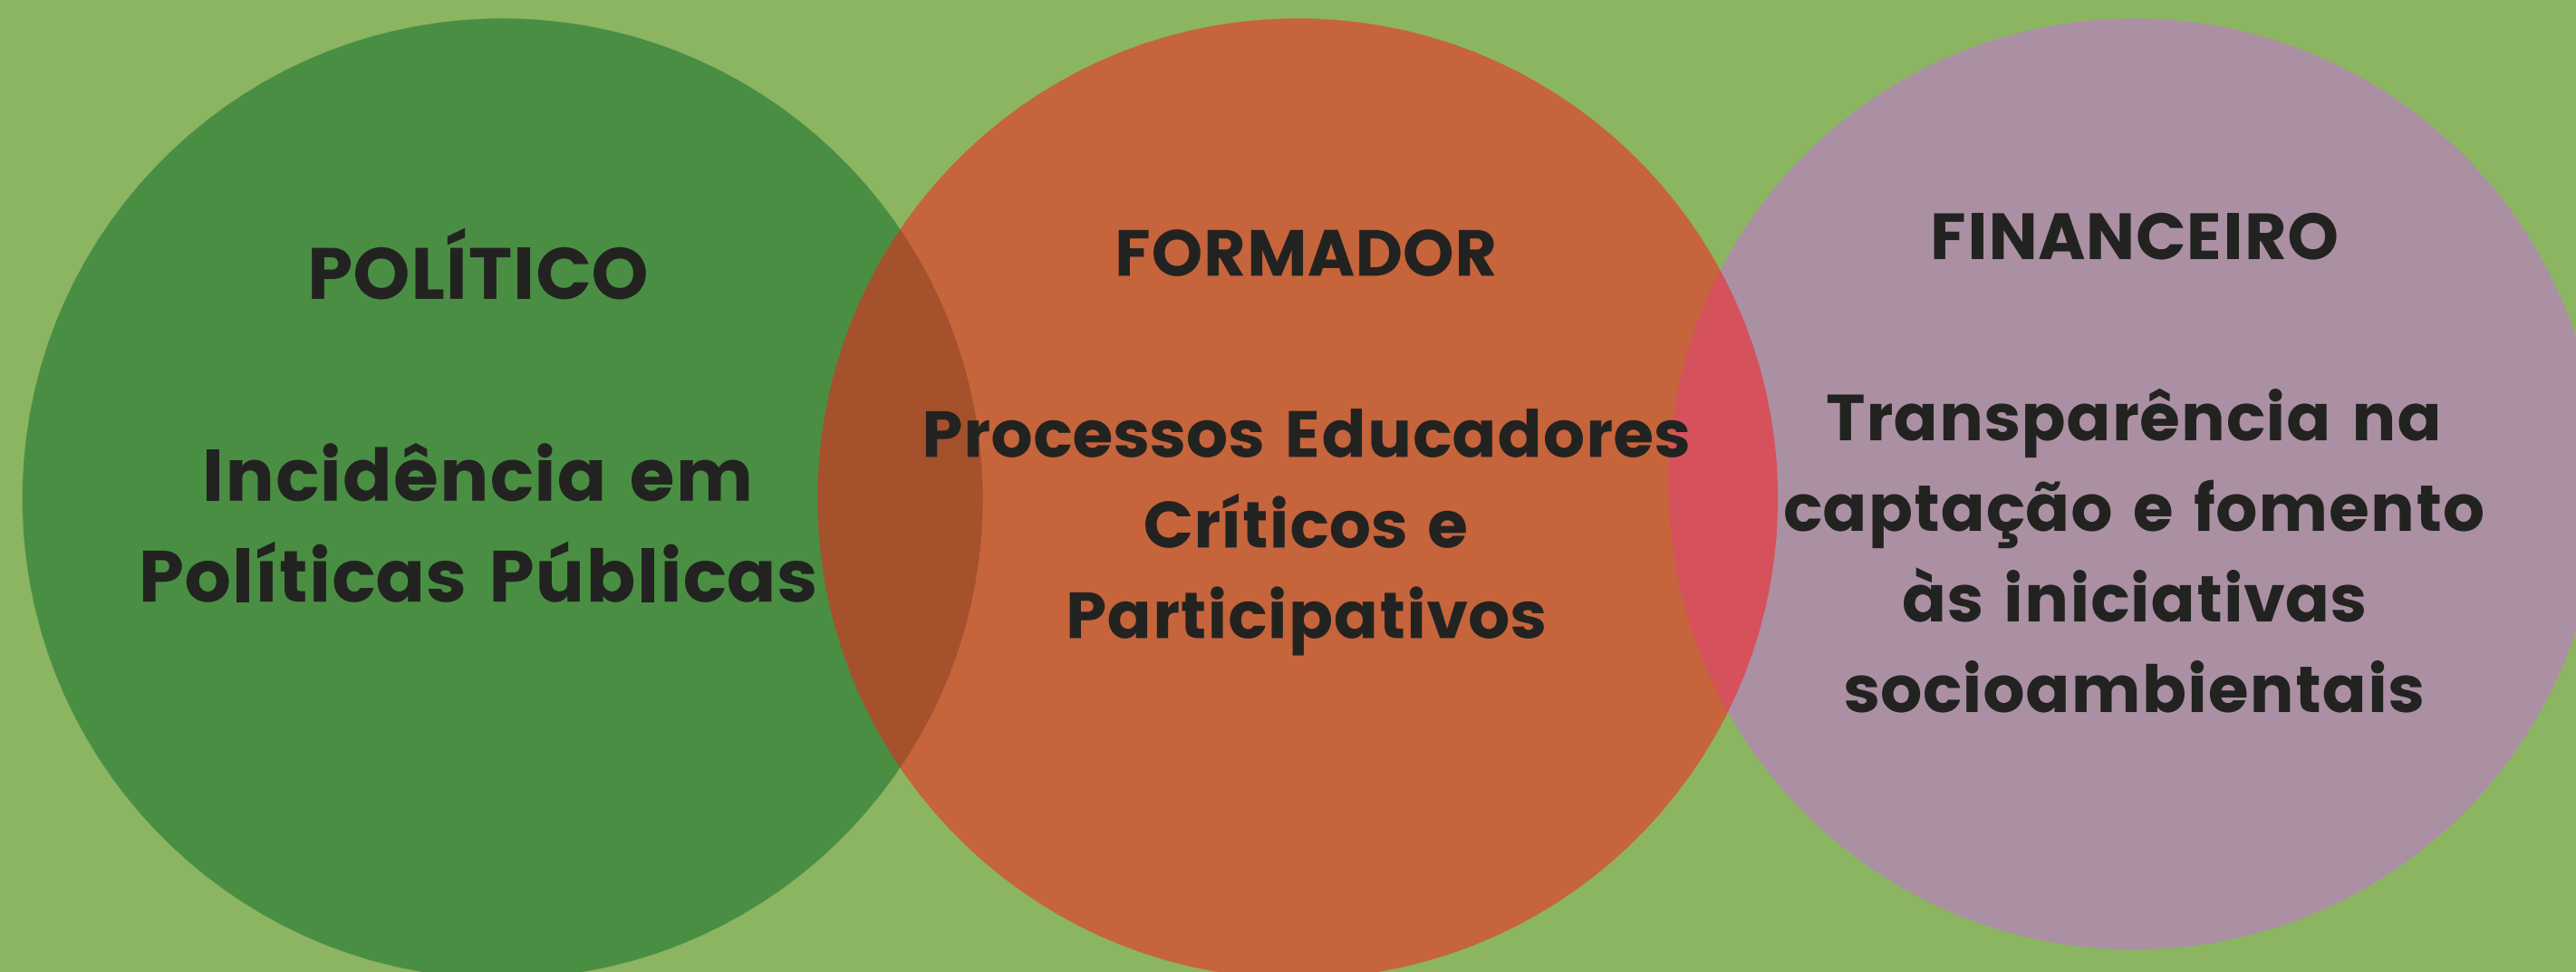 POLÍTICO
Incidência em
Políticas Públicas
FORMADOR
Processos Educadores
Críticos e
Participativos
FINANCEIRO
Transparência na
captação e fomento
às iniciativas
socioambientais